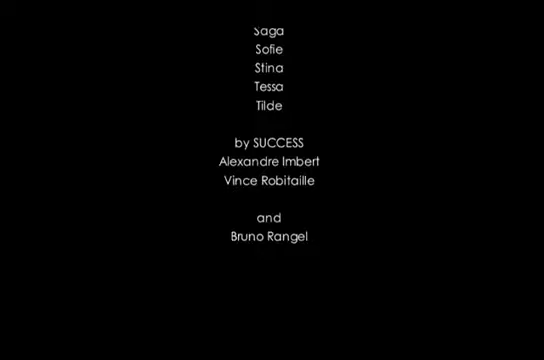 Saga
Sofie
Stina
Tessa
Tilde
by SUCCESS
Alexandre Imbert
Vince Robitaille
and
Bruno Rangel